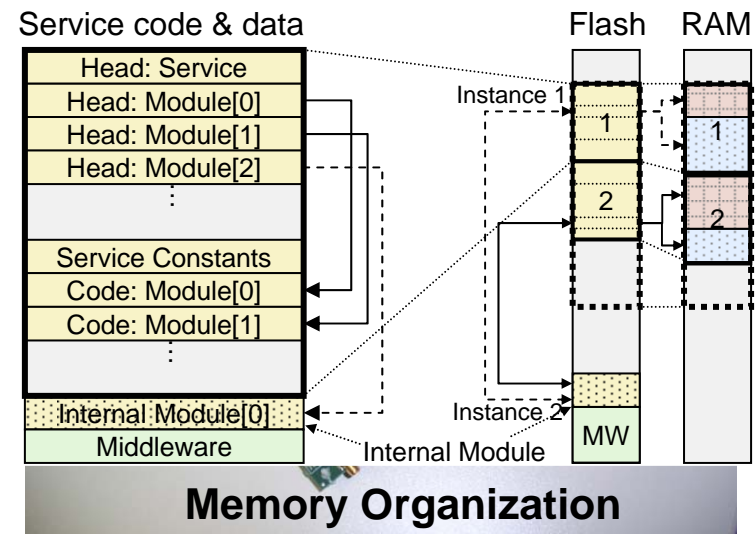 Service code & data
Flash
RAM
Head: Service
Head: Module[0]
Head: Module[1]
Head: Module[2]
⋮
Service Constants
Code: Module[0]
Code: Module[1]
⋮
Internal Module[0]
Middleware
Instance 1
1
2
Instance 2
Internal Module
MW
1
2
Memory Organization